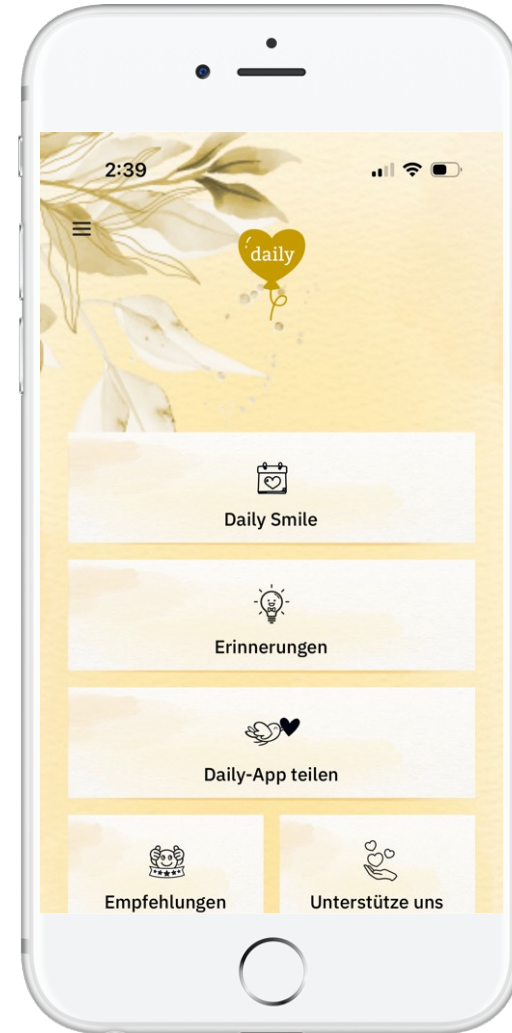 2:39
daily
Daily Smile
Erinnerungen
Daily-App teilen
Empfehlungen
Unterstütze uns